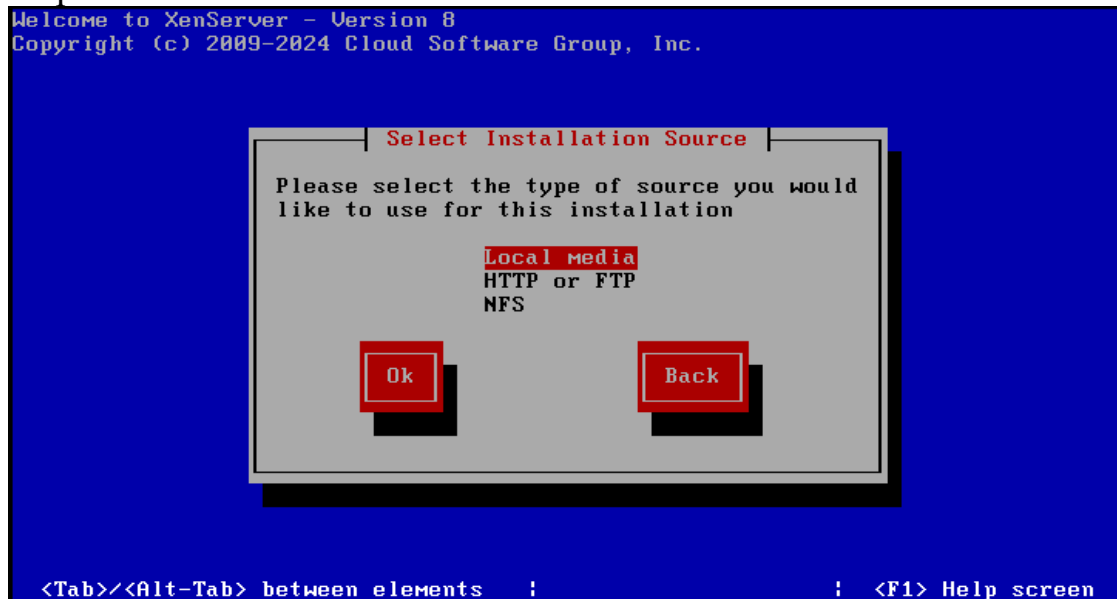 Welcome to XenServer - Version 8
Copyright (c) 2009-2024 Cloud Software Group, Inc.
Select Installation Source
Please select the type of source you would
like to use for this installation
Local media
HTTP or FTP
NFS
Ok Back
<Tab>/<Alt-Tab> between elements ¦ ¦ <F1> Help screen